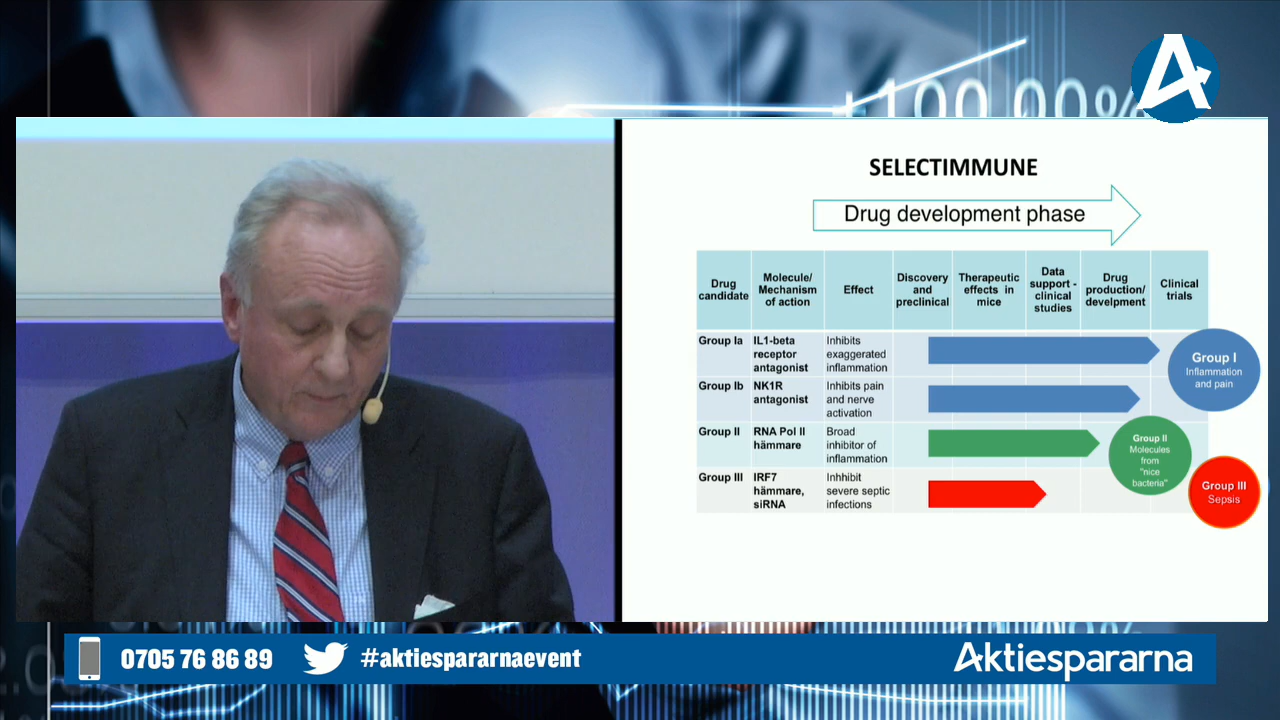 +100,00%
SELECTIMMUNE
Drug development phase
Drug
candidate
Molecule/
Mechanism
of action
Effect
Discovery
and
preclinical
Therapeutic
effects in
mice
Data
support -
clinical
studies
Drug
production/
develpment
Clinical
trials
Group Ia
IL1-beta
receptor
antagonist
Inhibits
exaggerated
inflammation
Group Ib
NK1R
antagonist
Inhibits pain
and nerve
activation
Group II
RNA Pol II
hämmare
Broad
inhibitor of
inflammation
Group III
IRF7
hämmare,
siRNA
Inhhibit
severe septic
infections
Group I
Inflammation
and pain
Group II
Molecules
from
"nice
bacteria"
Group III
Sepsis
0705 76 86 89
#aktiespararnaevent
Aktiespararna